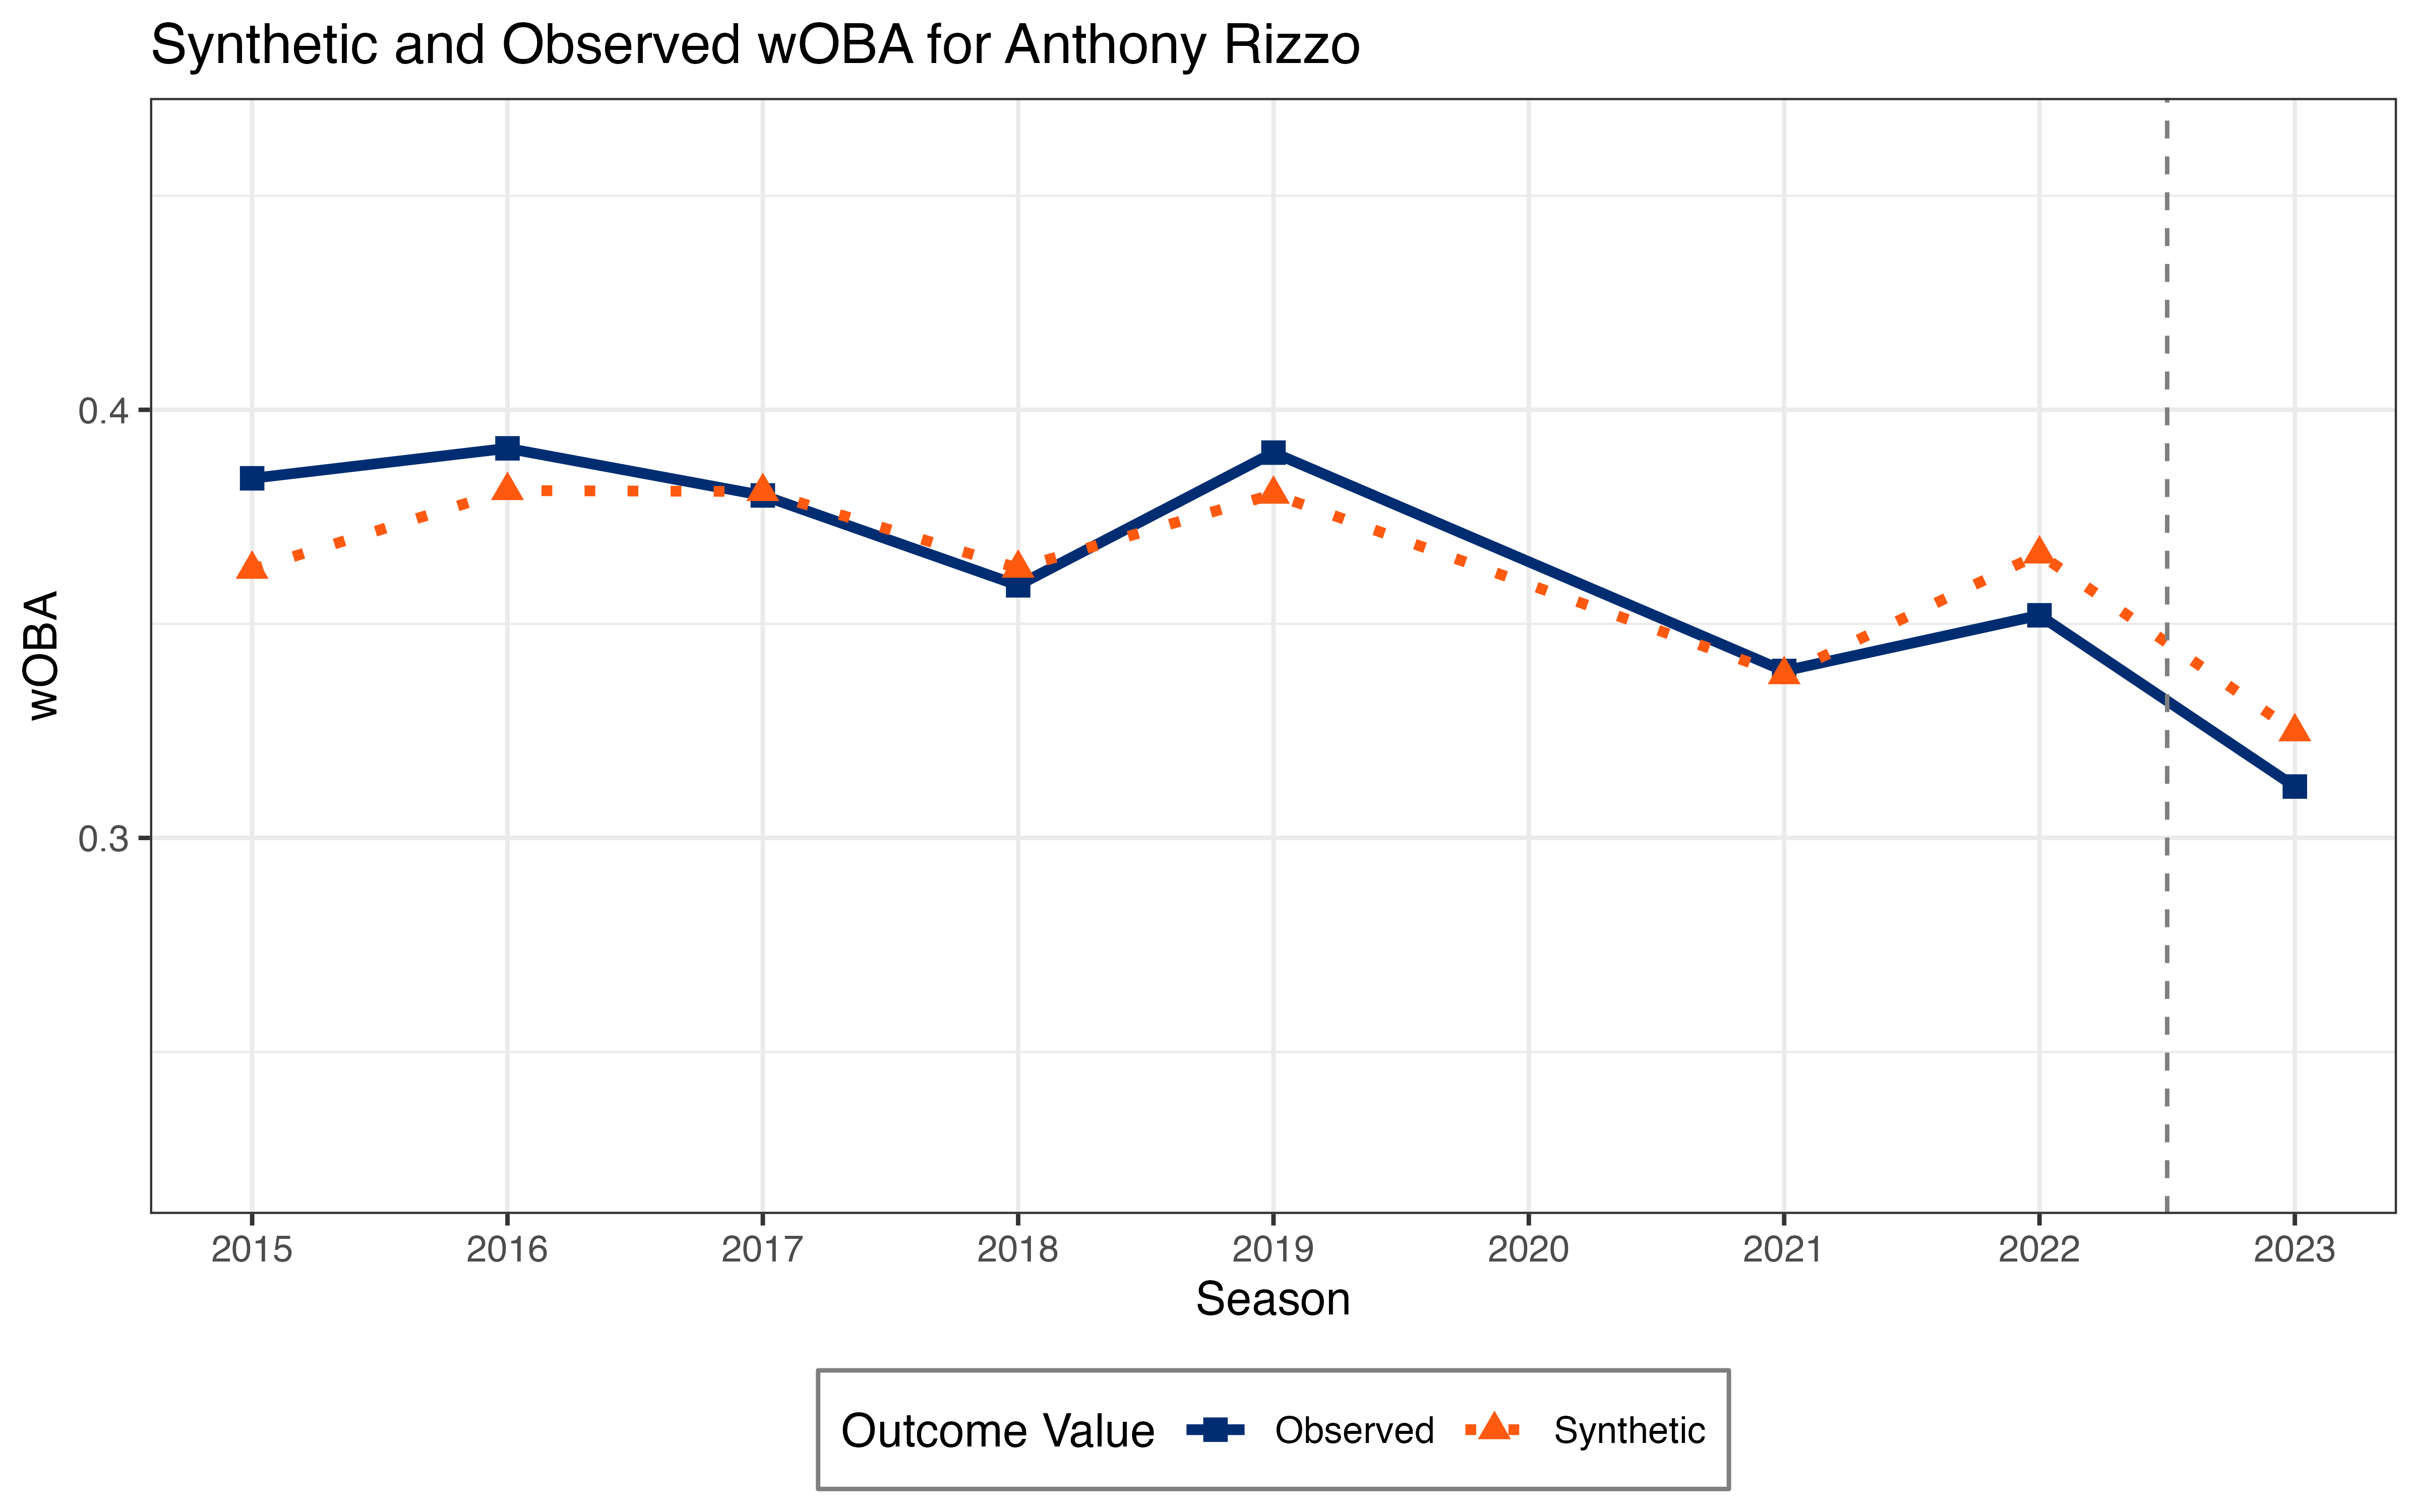 Synthetic and Observed wOBA for Anthony Rizzo
wOBA
0.4
0.3
2015 2016 2017 2018 2019 2020 2021 2022 2023
Season
Outcome Value Observed Synthetic